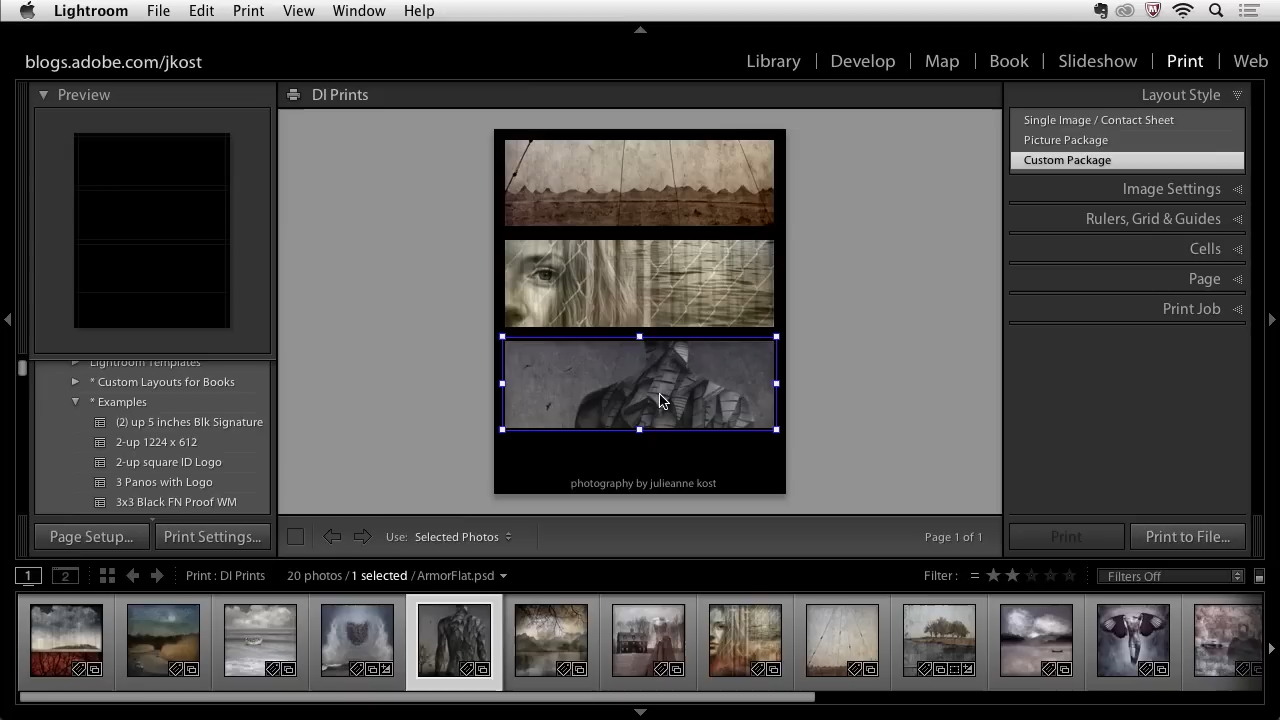 Lightroom File Edit Print View Window Help
blogs.adobe.com/jkost
Library Develop Map Book Slideshow Print Web
Preview
DI Prints
Layout Style
Single Image / Contact Sheet
Picture Package
Custom Package
Image Settings
Rulers, Grid & Guides
Cells
Page
Print Job
Lightroom Templates
* Custom Layouts for Books
* Examples
(2) up 5 inches Blk Signature
2-up 1224 x 612
2-up square ID Logo
3 Panos with Logo
3x3 Black FN Proof WM
photography by julieanne kost
Page Setup... Print Settings...
Use: Selected Photos
Page 1 of 1
Print Print to File...
1 2 Print : DI Prints 20 photos / 1 selected / ArmorFlat.psd Filter : = Filters Off